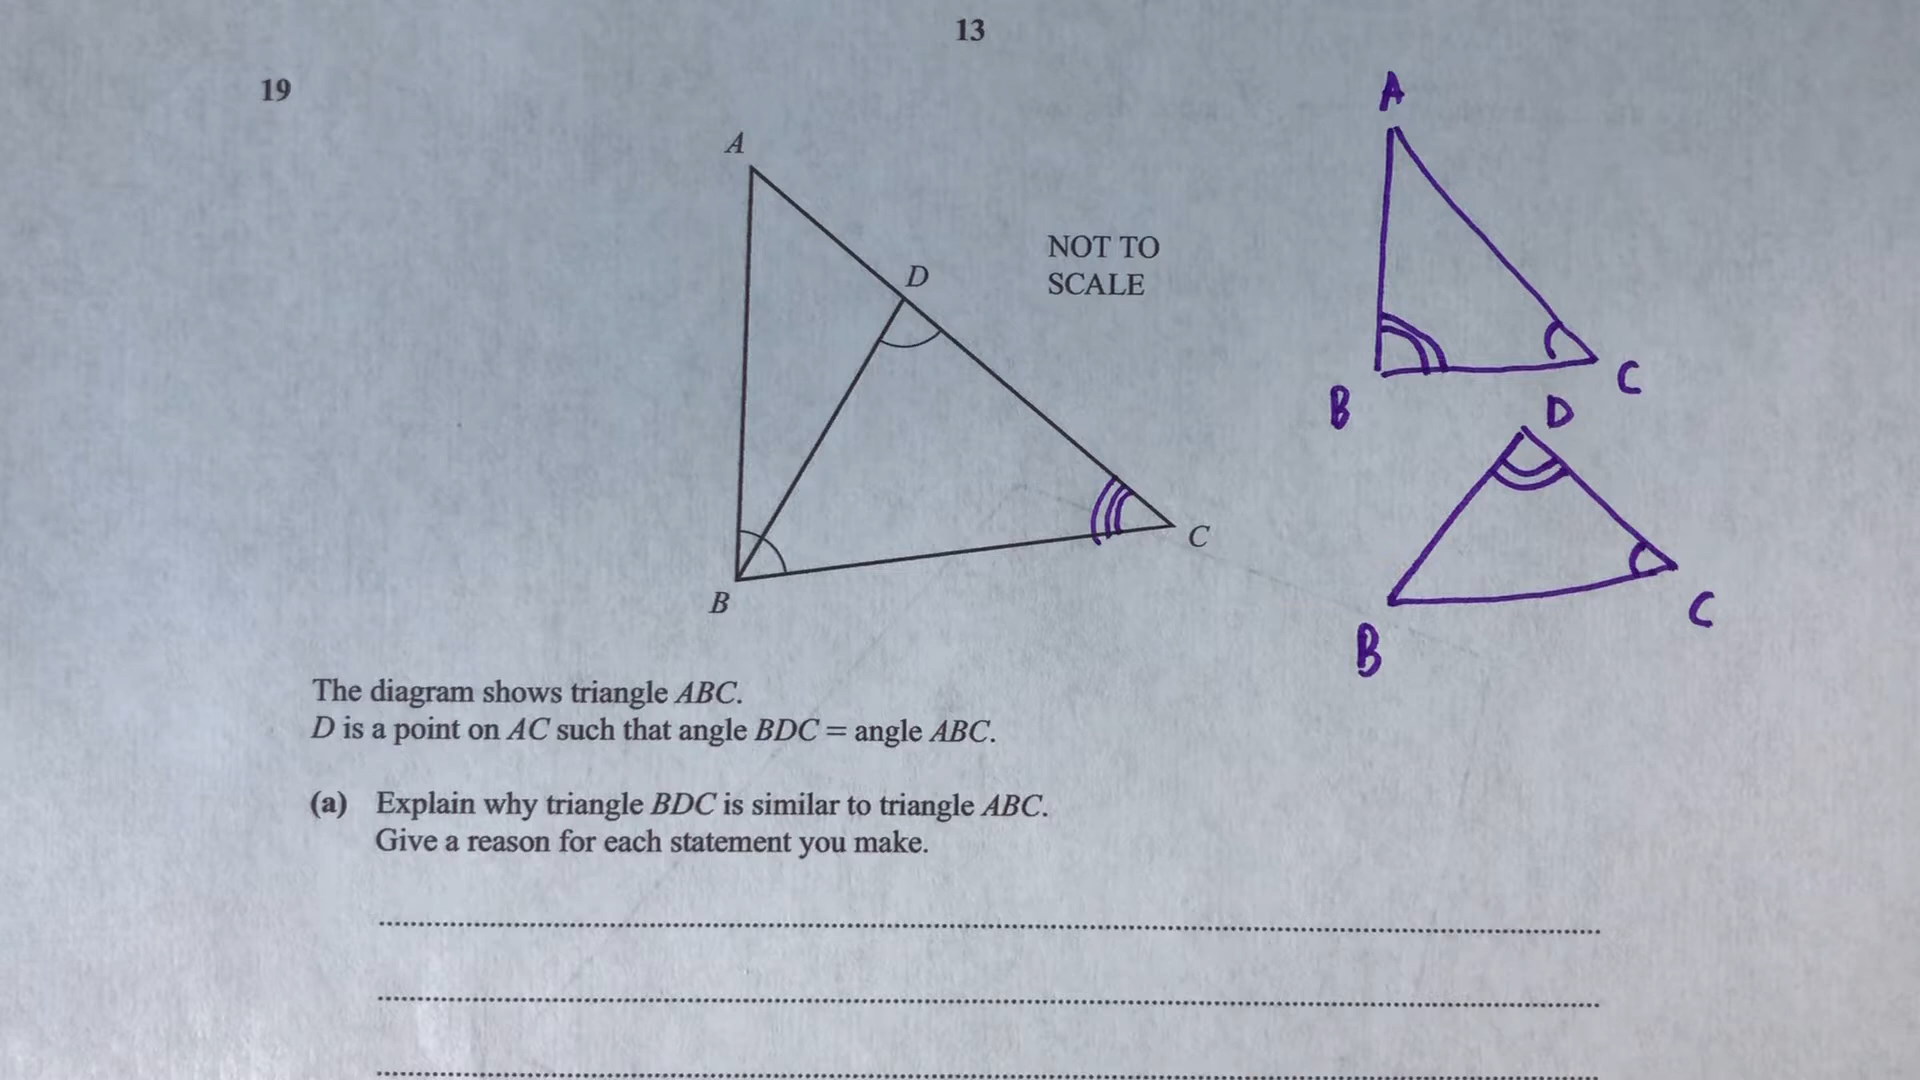 13
19
A
D
NOT TO
SCALE
C
B
A
B
C
D
B
C
The diagram shows triangle ABC.
D is a point on AC such that angle BDC = angle ABC.
(a) Explain why triangle BDC is similar to triangle ABC.
Give a reason for each statement you make.